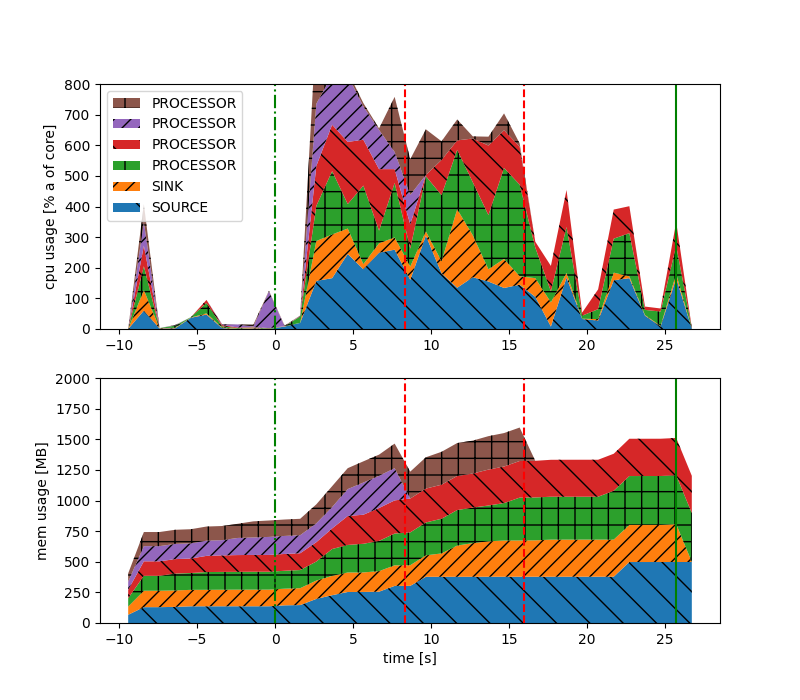 800
700
600
500
400
300
200
100
0
cpu usage [% a of core]
PROCESSOR
PROCESSOR
PROCESSOR
PROCESSOR
SINK
SOURCE
−10 −5 0 5 10 15 20 25
2000
1750
1500
1250
1000
750
500
250
0
mem usage [MB]
−10 −5 0 5 10 15 20 25
time [s]